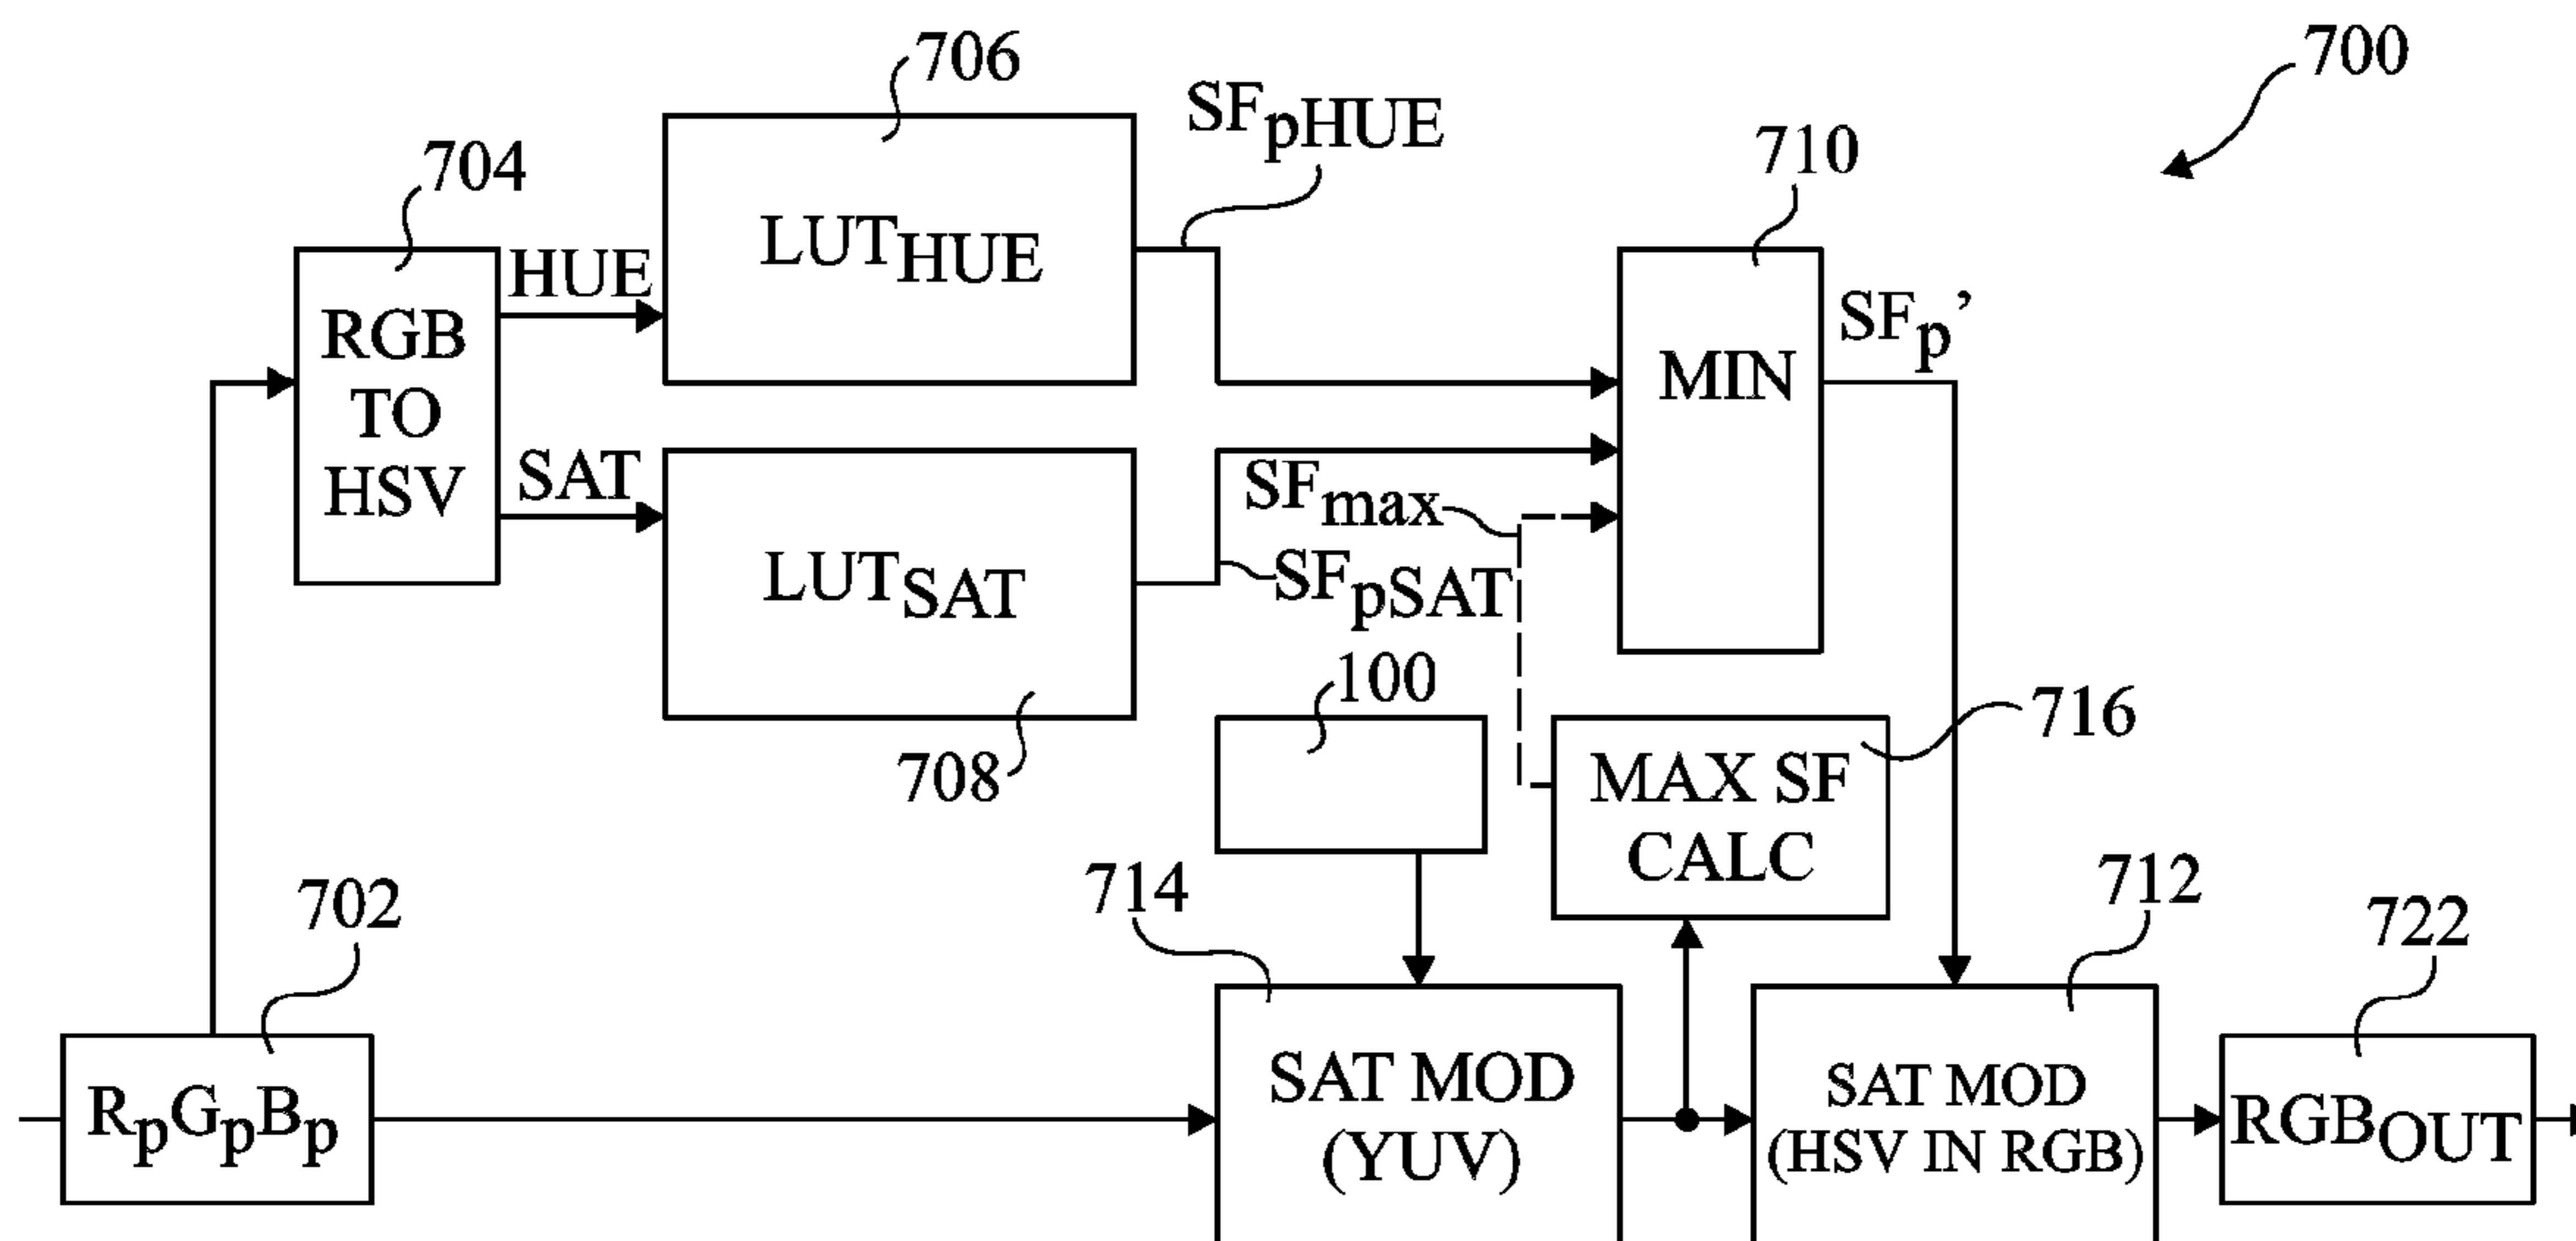 700
706
SFpHUE
710
704
HUE
LUTHUE
RGB
TO
HSV
SAT
LUTSAT
708
SFmax
SFpSAT
MIN
SFp’
100
716
MAX SF
CALC
702
714
712
722
RpGpBp
SAT MOD
(YUV)
SAT MOD
(HSV IN RGB)
RGBOUT